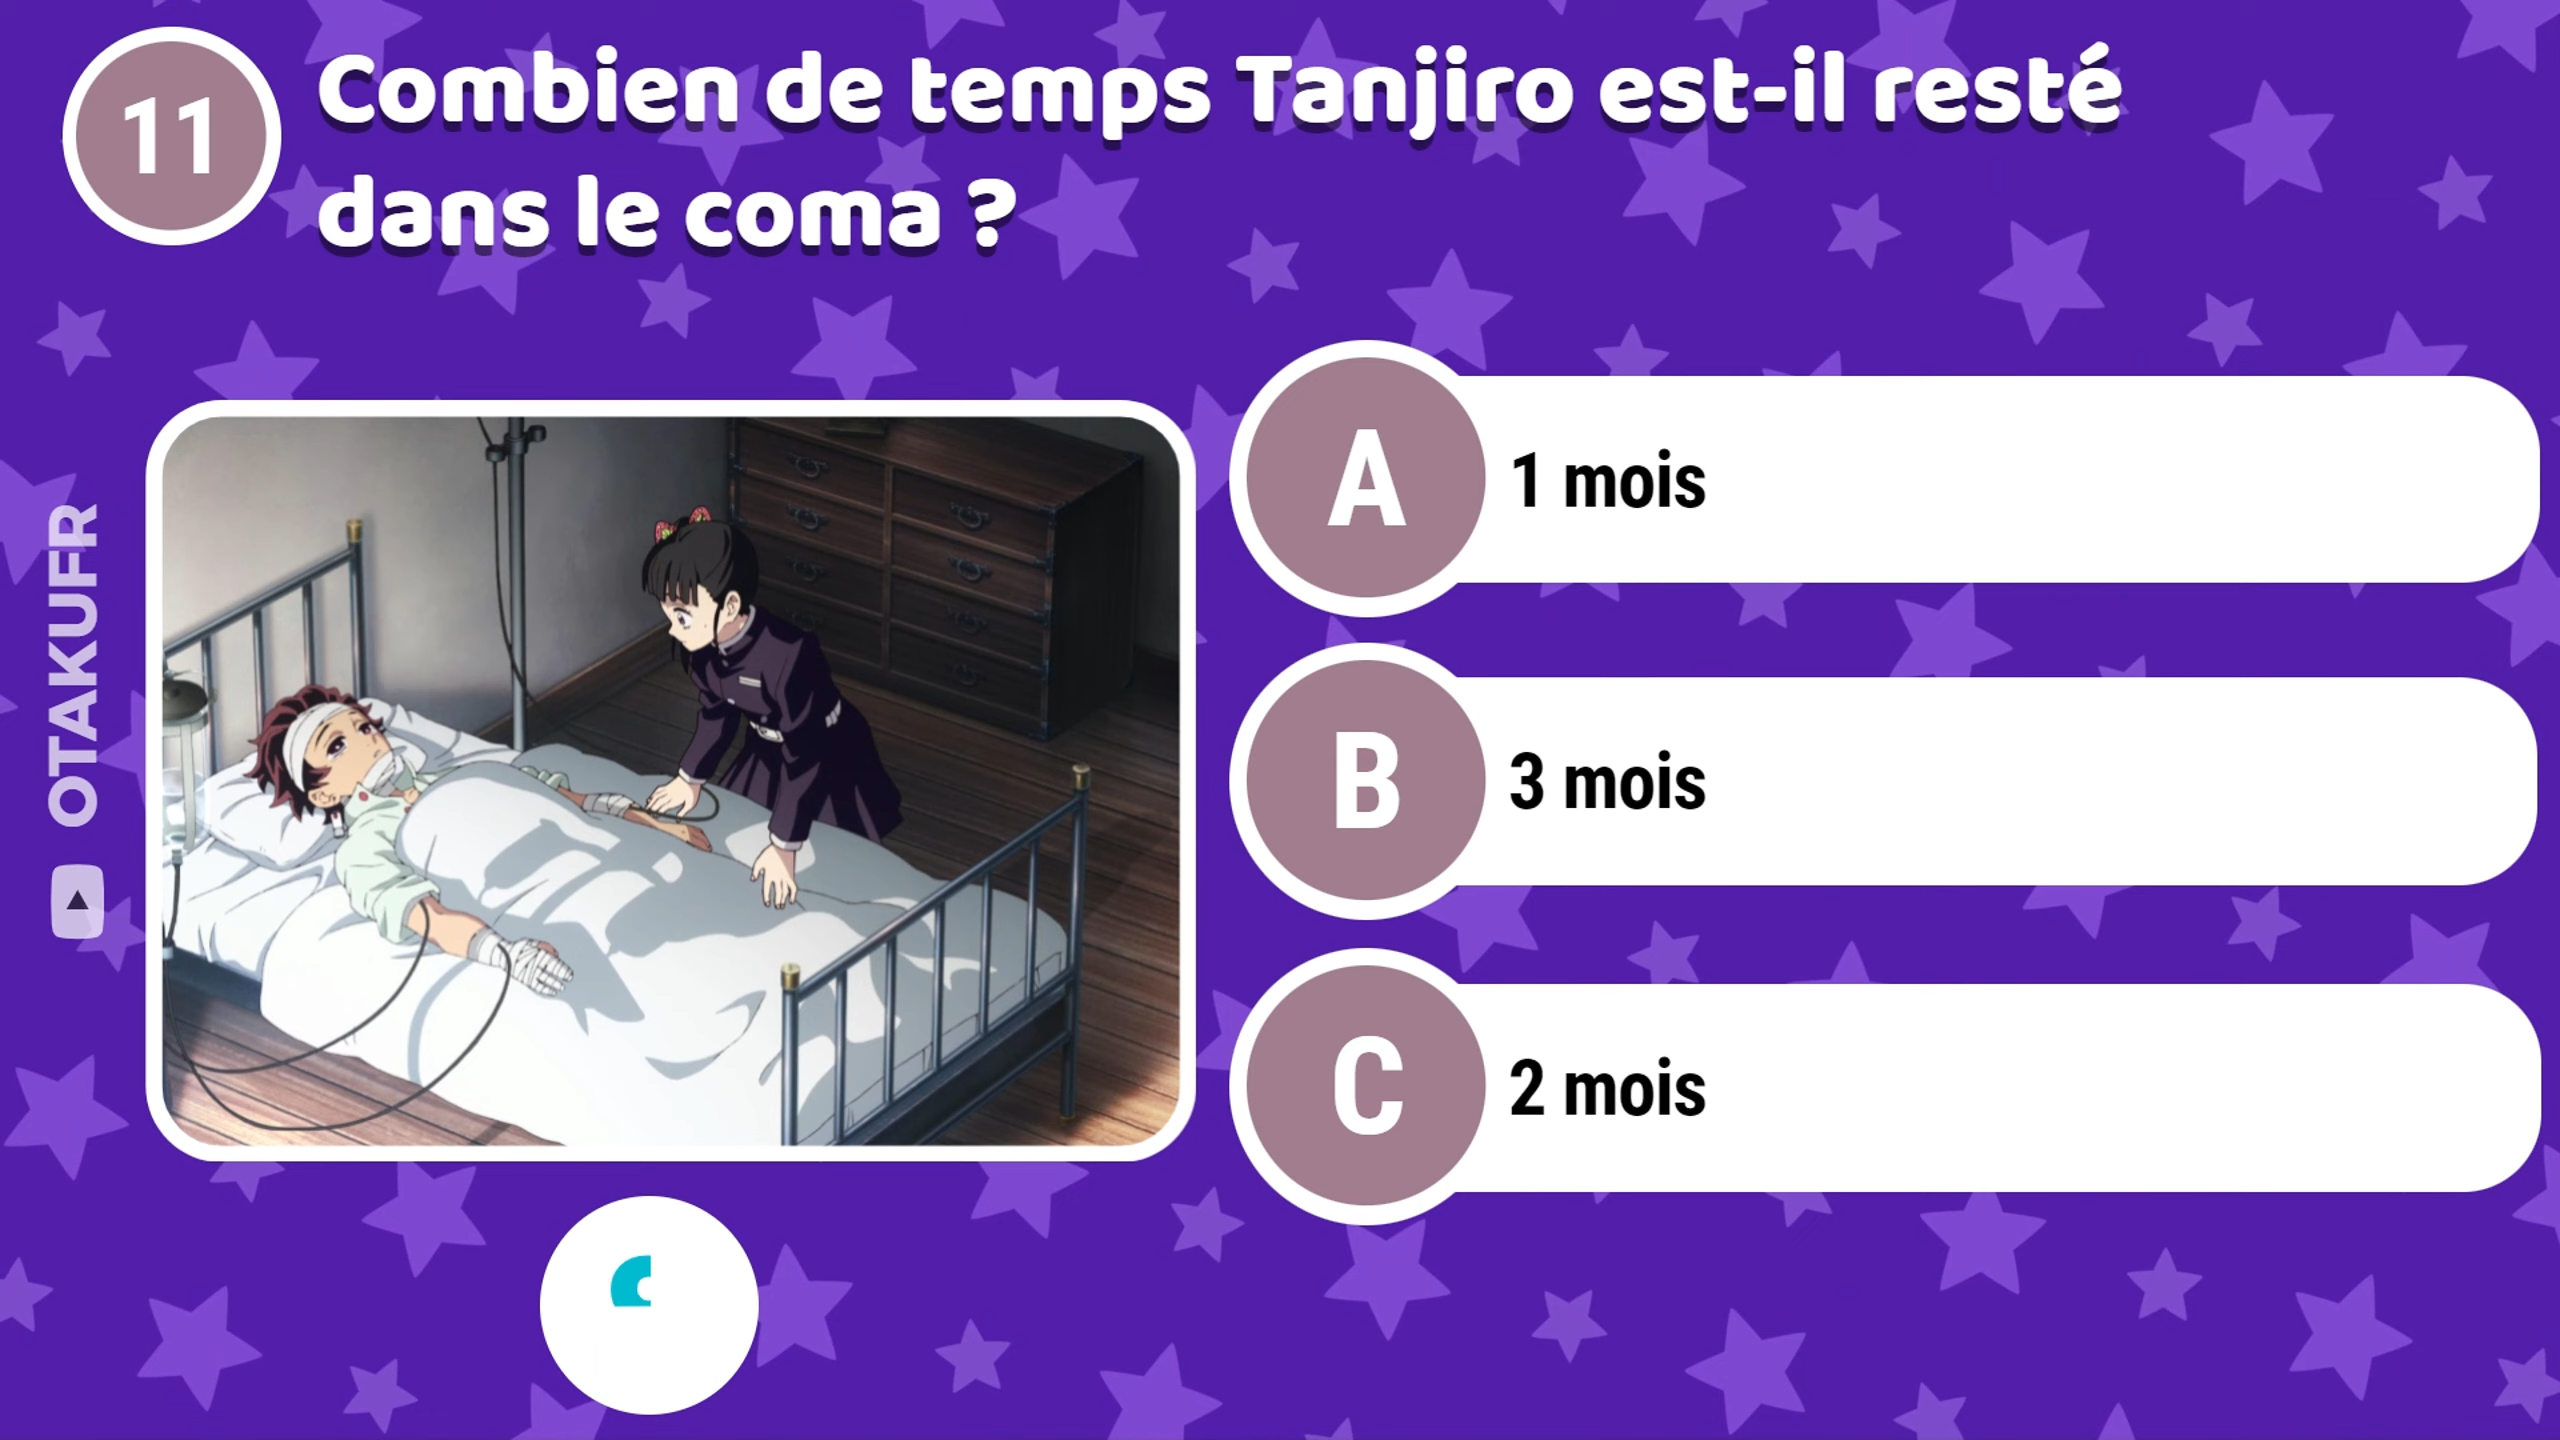 11
Combien de temps Tanjiro est-il resté
dans le coma ?
OTAKUFR
A
1 mois
B
3 mois
C
2 mois